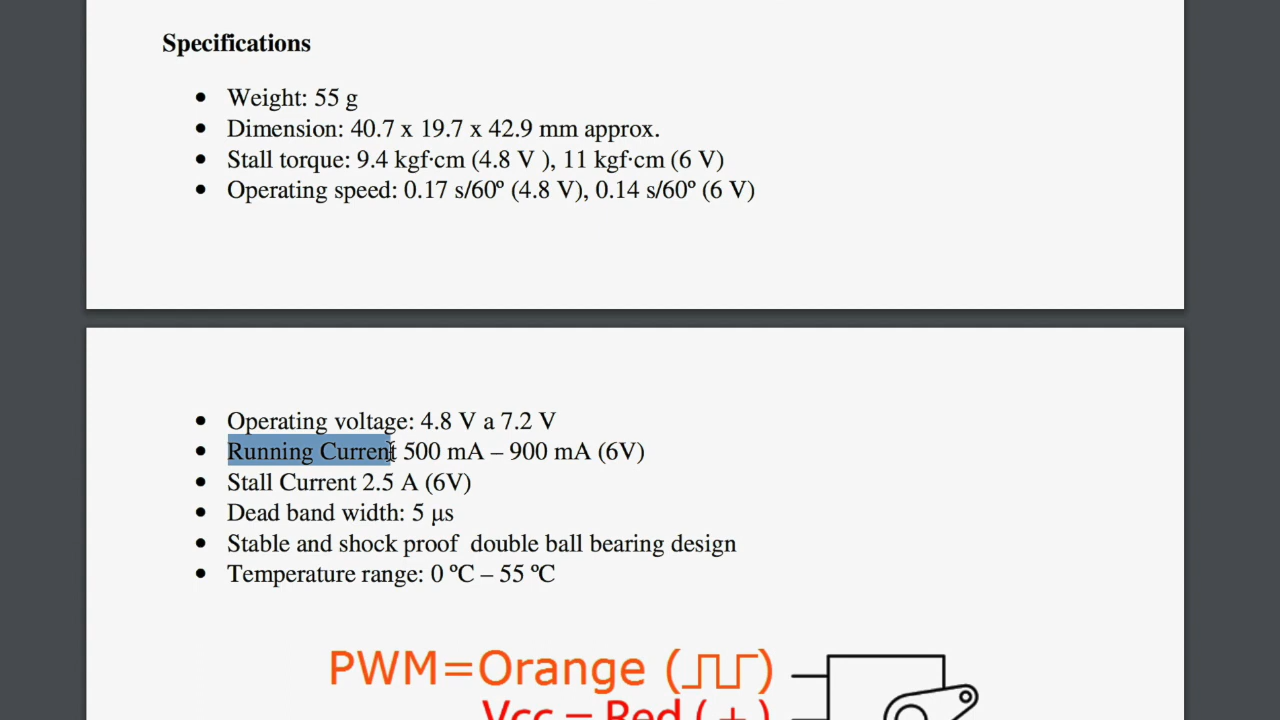 Specifications
• Weight: 55 g
• Dimension: 40.7 x 19.7 x 42.9 mm approx.
• Stall torque: 9.4 kgf·cm (4.8 V ), 11 kgf·cm (6 V)
• Operating speed: 0.17 s/60º (4.8 V), 0.14 s/60º (6 V)
• Operating voltage: 4.8 V a 7.2 V
• Running Current 500 mA – 900 mA (6V)
• Stall Current 2.5 A (6V)
• Dead band width: 5 μs
• Stable and shock proof  double ball bearing design
• Temperature range: 0 ºC – 55 ºC
PWM=Orange (⎍⎍)
Vcc = Red ( + )